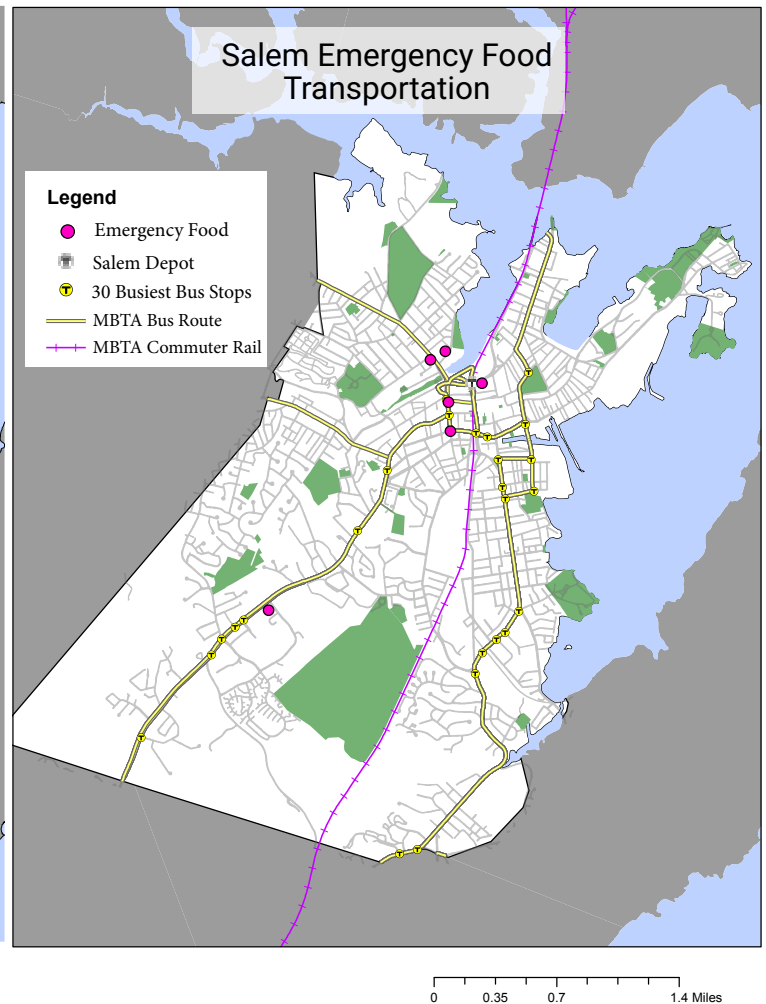 Salem Emergency Food
Transportation
Legend
Emergency Food
Salem Depot
30 Busiest Bus Stops
MBTA Bus Route
MBTA Commuter Rail
0 0.35 0.7 1.4 Miles